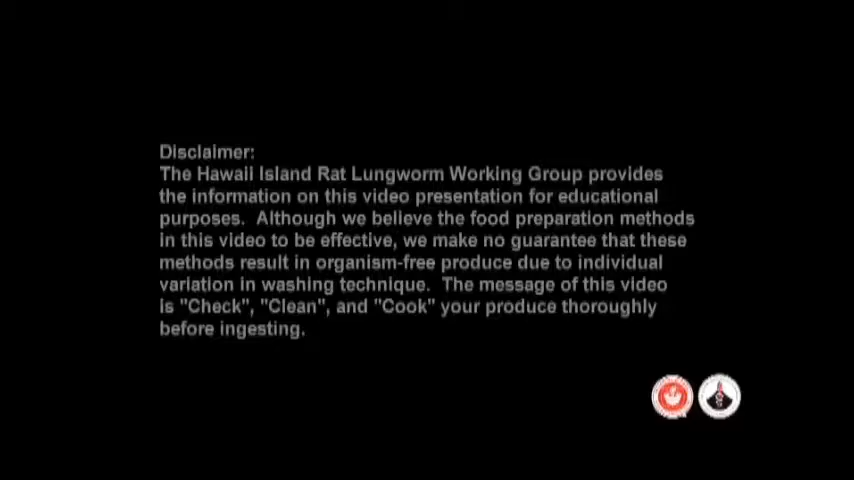 Disclaimer:
The Hawaii Island Rat Lungworm Working Group provides
the information on this video presentation for educational
purposes.  Although we believe the food preparation methods
in this video to be effective, we make no guarantee that these
methods result in organism-free produce due to individual
variation in washing technique.  The message of this video
is "Check", "Clean", and "Cook" your produce thoroughly
before ingesting.